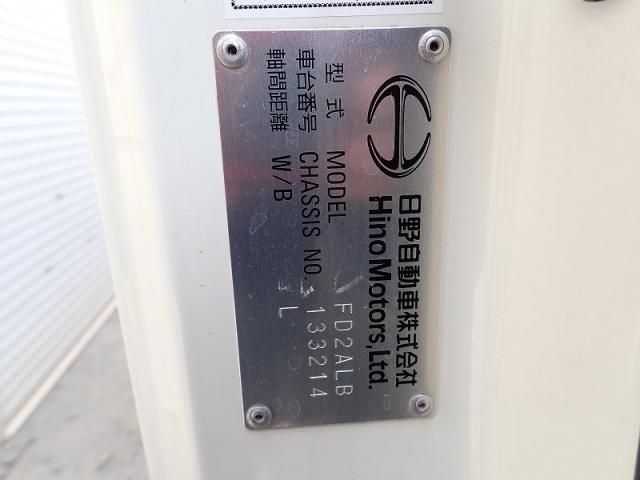 日野自動車株式会社
Hino Motors, Ltd.
型式 MODEL FD2ALB
車台番号 CHASSIS NO. 133214
軸間距離 W/B L